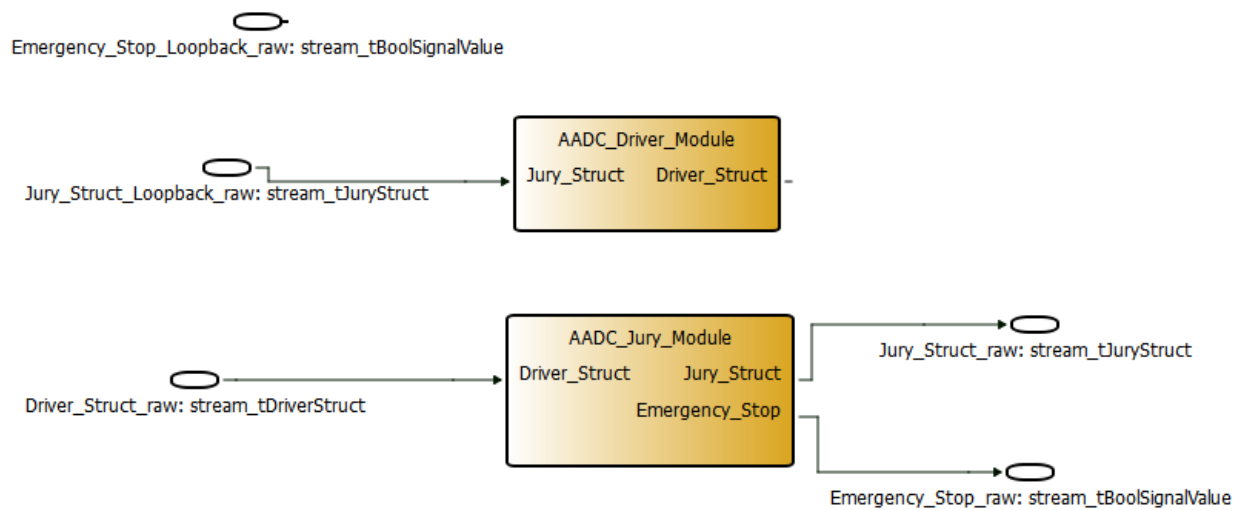 Emergency_Stop_Loopback_raw: stream_tBoolSignalValue
AADC_Driver_Module
Jury_Struct Driver_Struct
Jury_Struct_Loopback_raw: stream_tJuryStruct
AADC_Jury_Module
Driver_Struct Jury_Struct
Emergency_Stop
Jury_Struct_raw: stream_tJuryStruct
Driver_Struct_raw: stream_tDriverStruct
Emergency_Stop_raw: stream_tBoolSignalValue